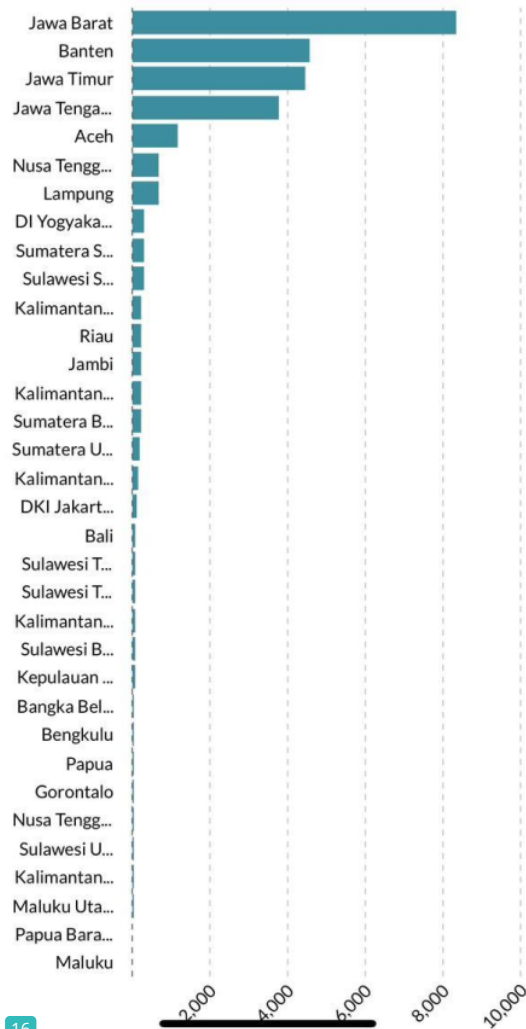 Jawa Barat
Banten
Jawa Timur
Jawa Tenga...
Aceh
Nusa Tengg...
Lampung
DI Yogyaka...
Sumatera S...
Sulawesi S...
Kalimantan...
Riau
Jambi
Kalimantan...
Sumatera B...
Sumatera U...
Kalimantan...
DKI Jakart...
Bali
Sulawesi T...
Sulawesi T...
Kalimantan...
Sulawesi B...
Kepulauan ...
Bangka Bel...
Bengkulu
Papua
Gorontalo
Nusa Tengg...
Sulawesi U...
Kalimantan...
Maluku Uta...
Papua Bara...
Maluku
2,000 4,000 6,000 8,000 10,000
16